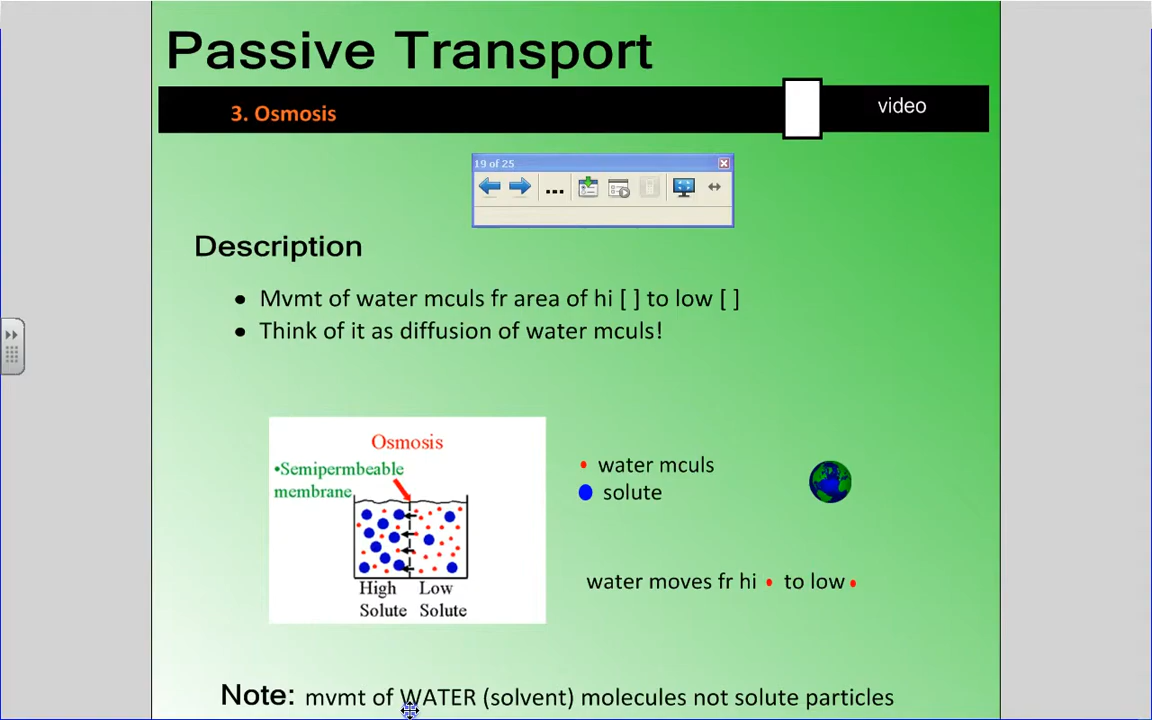 Passive Transport
3. Osmosis
video
19 of 25
Description
• Mvmt of water mculs fr area of hi [ ] to low [ ]
• Think of it as diffusion of water mculs!
Osmosis
•Semipermbeable
membrane
water mculs
solute
High Low
Solute Solute
water moves fr hi • to low •
Note: mvmt of WATER (solvent) molecules not solute particles